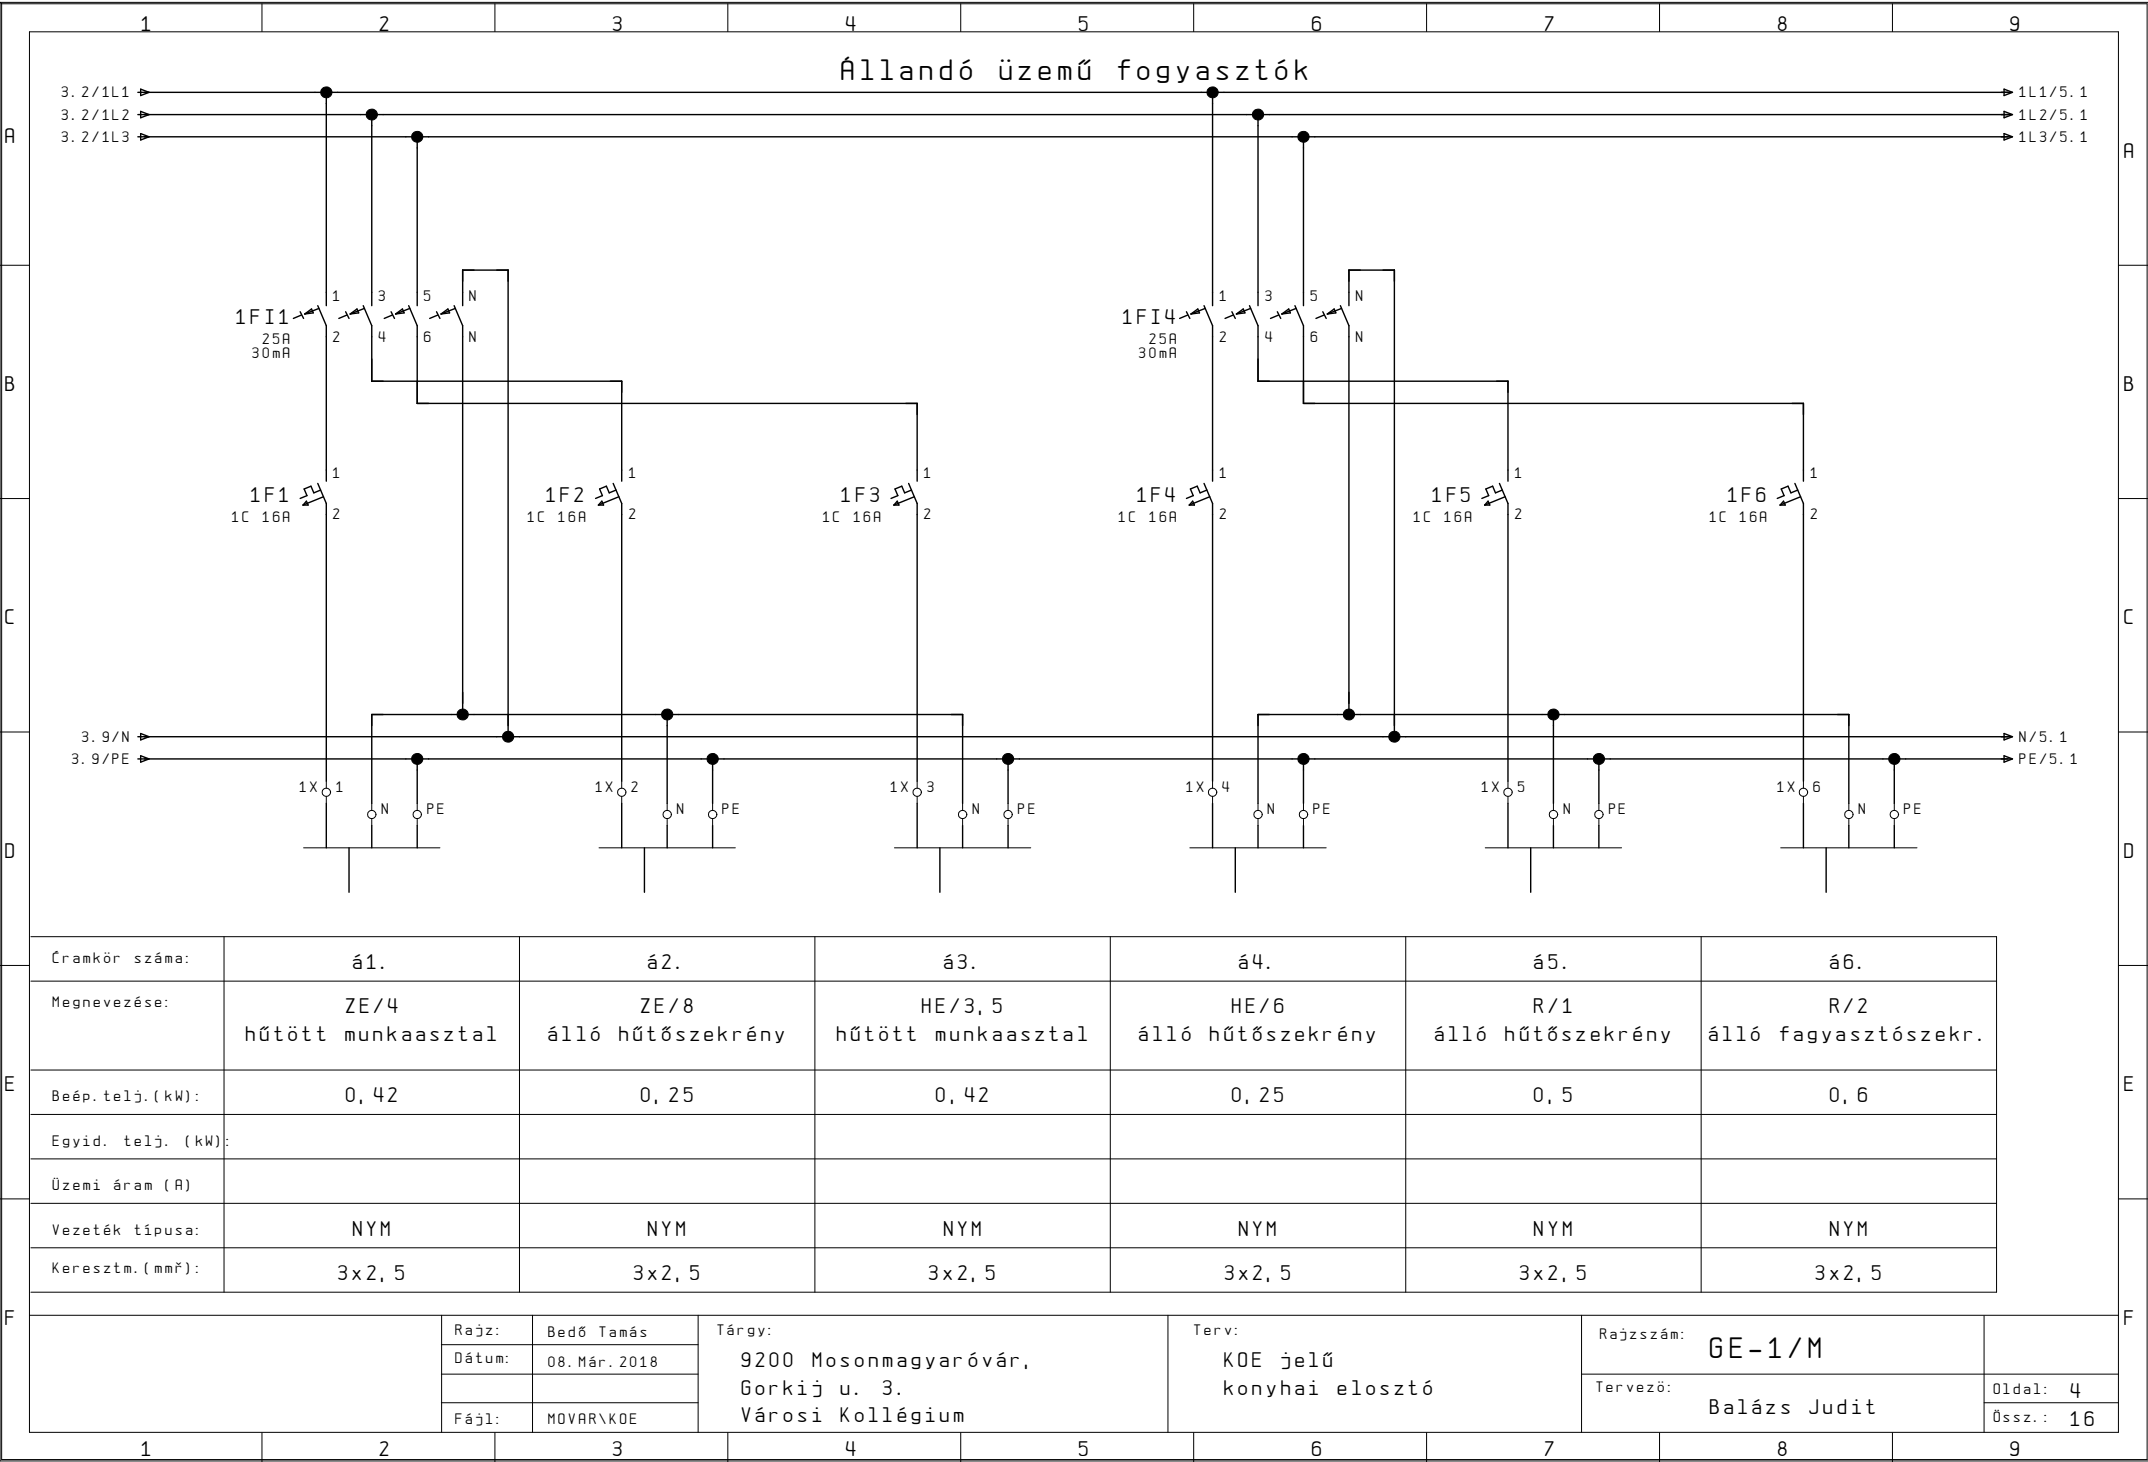 1 2 3 4 5 6 7 8 9
Állandó üzemű fogyasztók
3.2/1L1 1L1/5.1
3.2/1L2 1L2/5.1
3.2/1L3 1L3/5.1
A A
1 3 5 N 1 3 5 N
1FI1 1FI4
25A 25A
30mA 30mA
2 4 6 N 2 4 6 N
B B
1 1 1 1 1 1
1F1 1F2 1F3 1F4 1F5 1F6
1C 16A 2 1C 16A 2 1C 16A 2 1C 16A 2 1C 16A 2 1C 16A 2
C C
3.9/N N/5.1
3.9/PE PE/5.1
1X 1 1X 2 1X 3 1X 4 1X 5 1X 6
N PE N PE N PE N PE N PE N PE
D D
Éramkör száma: á1. á2. á3. á4. á5. á6.
Megnevezése: ZE/4 ZE/8 HE/3,5 HE/6 R/1 R/2
hűtött munkaasztal álló hűtőszekrény hűtött munkaasztal álló hűtőszekrény álló hűtőszekrény álló fagyasztószekr.
E E
Beép.telj.(kW): 0,42 0,25 0,42 0,25 0,5 0,6
Egyid. telj. (kW):
Üzemi áram (A)
Vezeték típusa: NYM NYM NYM NYM NYM NYM
Keresztm.(mmř): 3x2,5 3x2,5 3x2,5 3x2,5 3x2,5 3x2,5
F F
Rajz: Bedő Tamás
Dátum: 08.Már.2018
Fájl: MOVAR\KOE
Tárgy:
9200 Mosonmagyaróvár,
Gorkij u. 3.
Városi Kollégium
Terv:
KOE jelű
konyhai elosztó
Rajzszám: GE-1/M
Tervezö: Balázs Judit
Oldal: 4
Össz.: 16
1 2 3 4 5 6 7 8 9